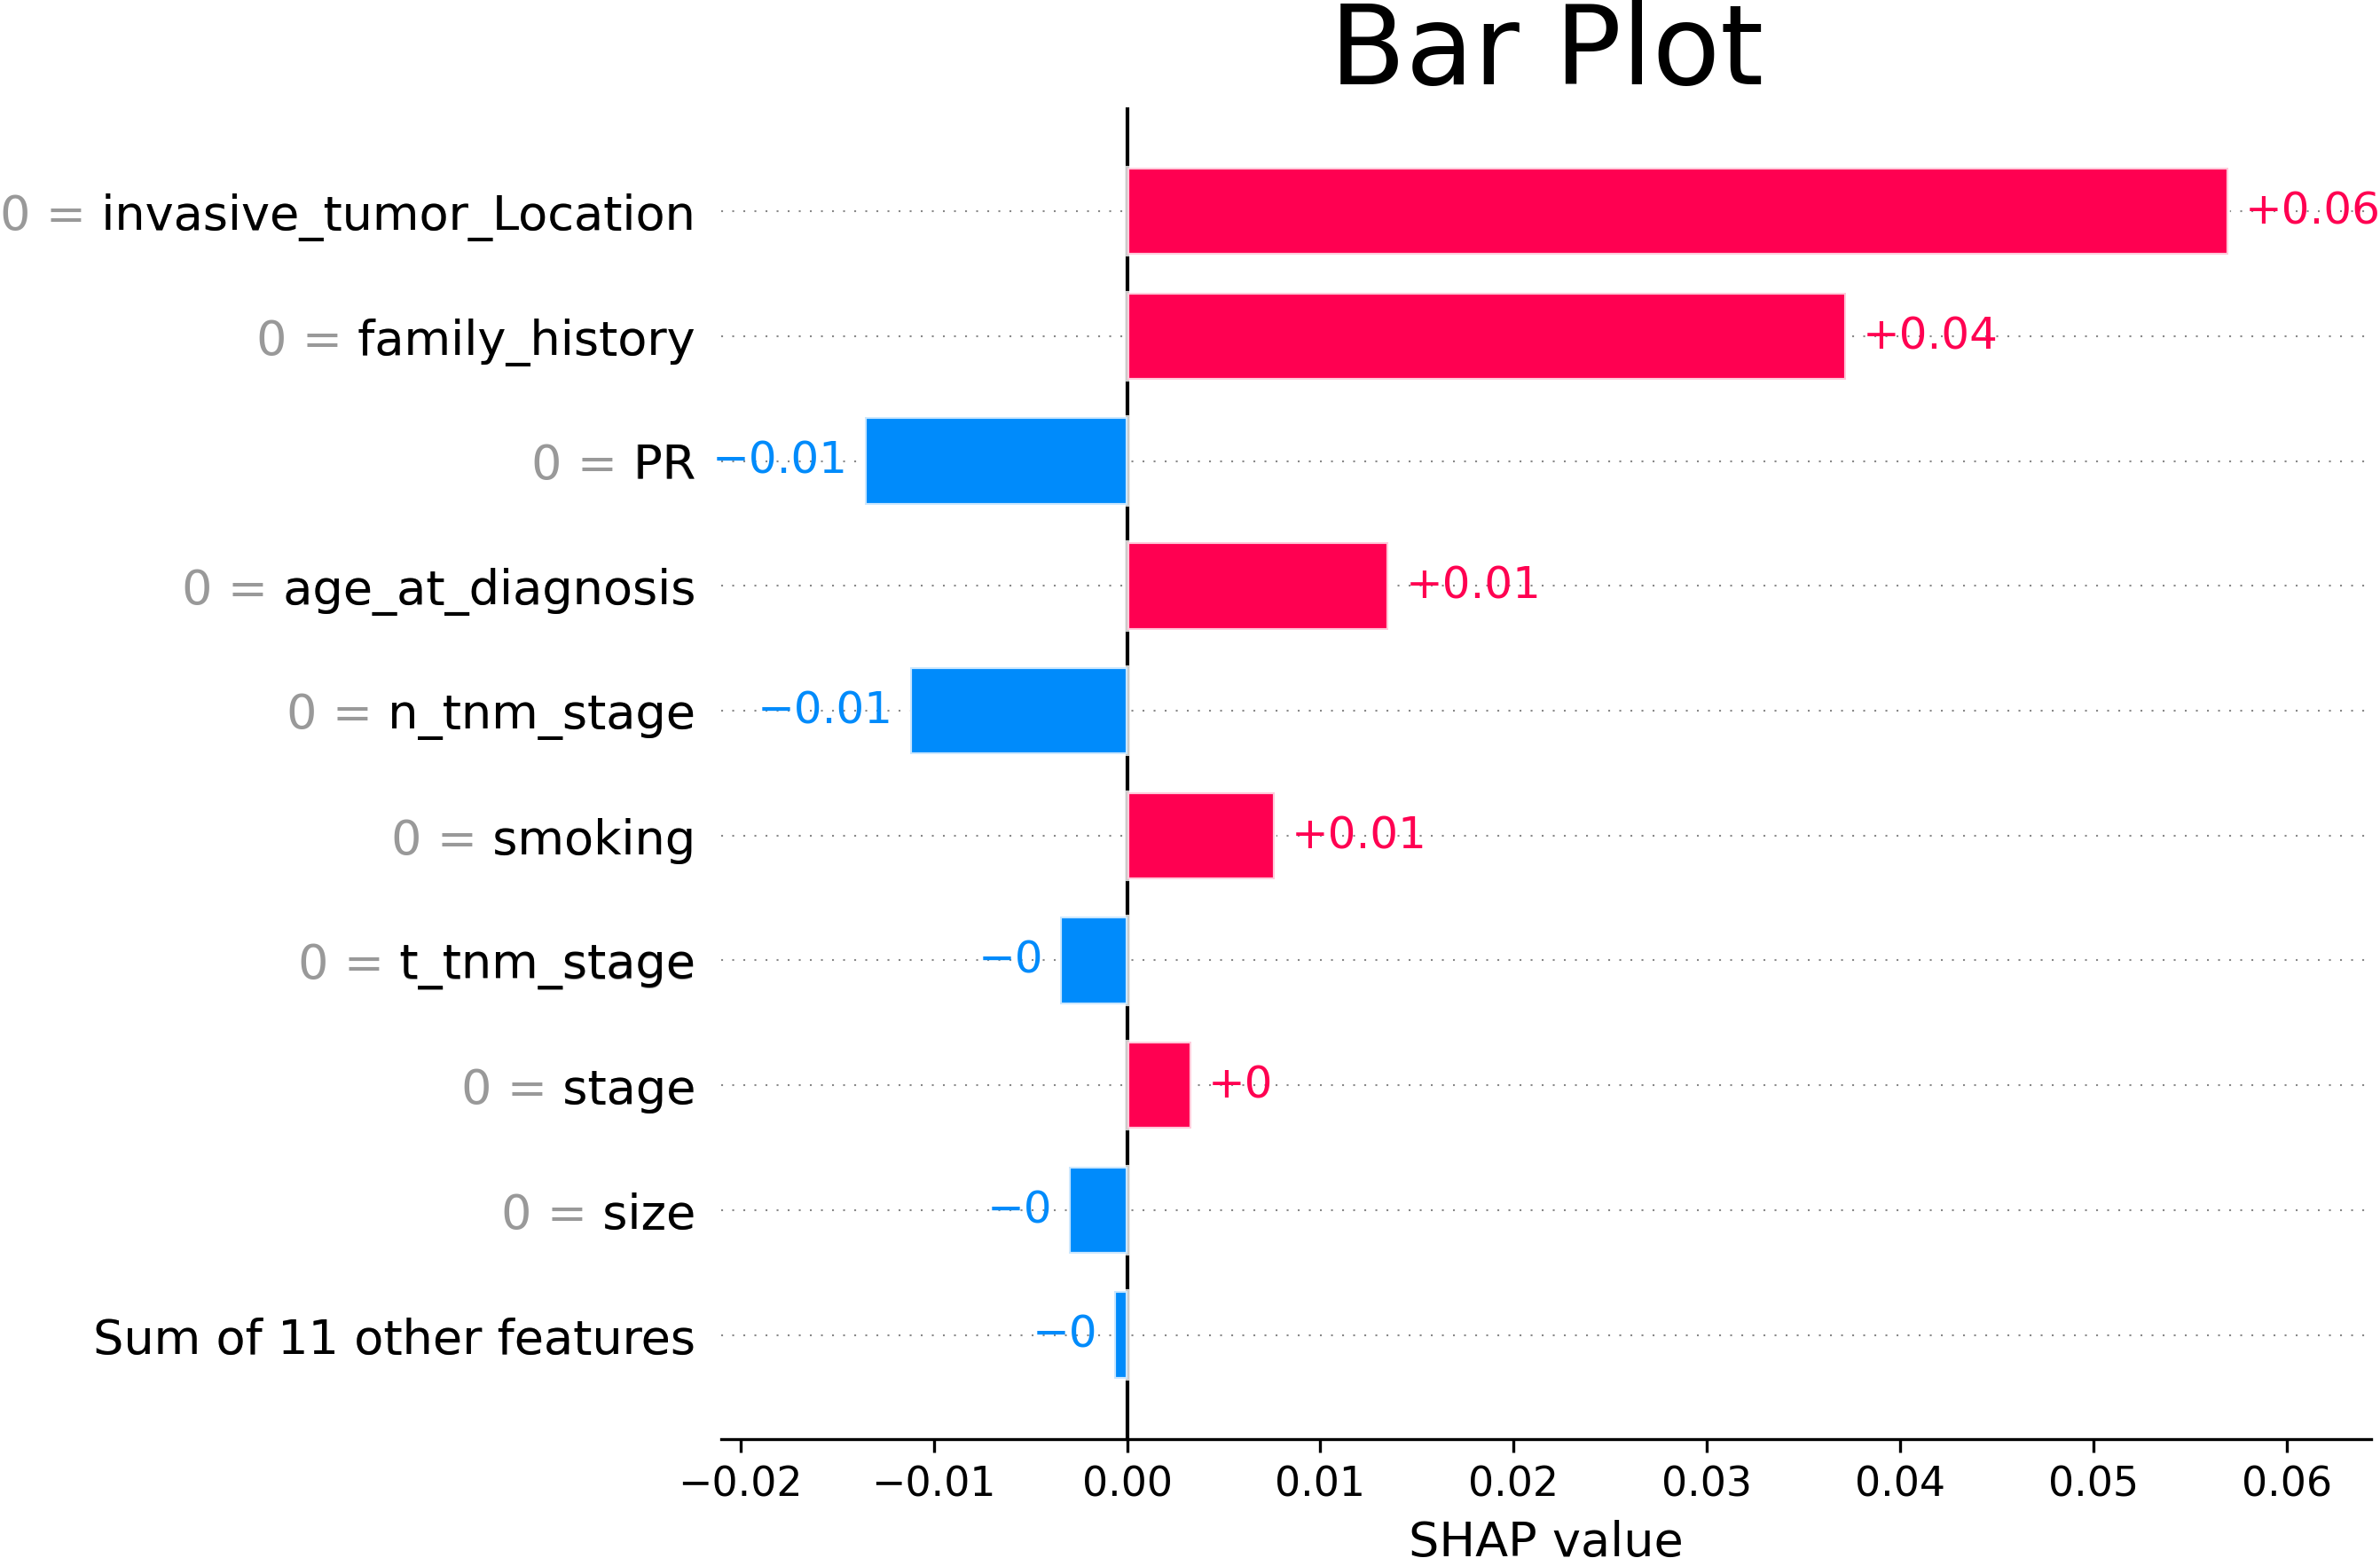 Bar Plot
0 = invasive_tumor_Location +0.06
0 = family_history +0.04
0 = PR −0.01
0 = age_at_diagnosis +0.01
0 = n_tnm_stage −0.01
0 = smoking +0.01
0 = t_tnm_stage −0
0 = stage +0
0 = size −0
Sum of 11 other features −0
−0.02 −0.01 0.00 0.01 0.02 0.03 0.04 0.05 0.06
SHAP value